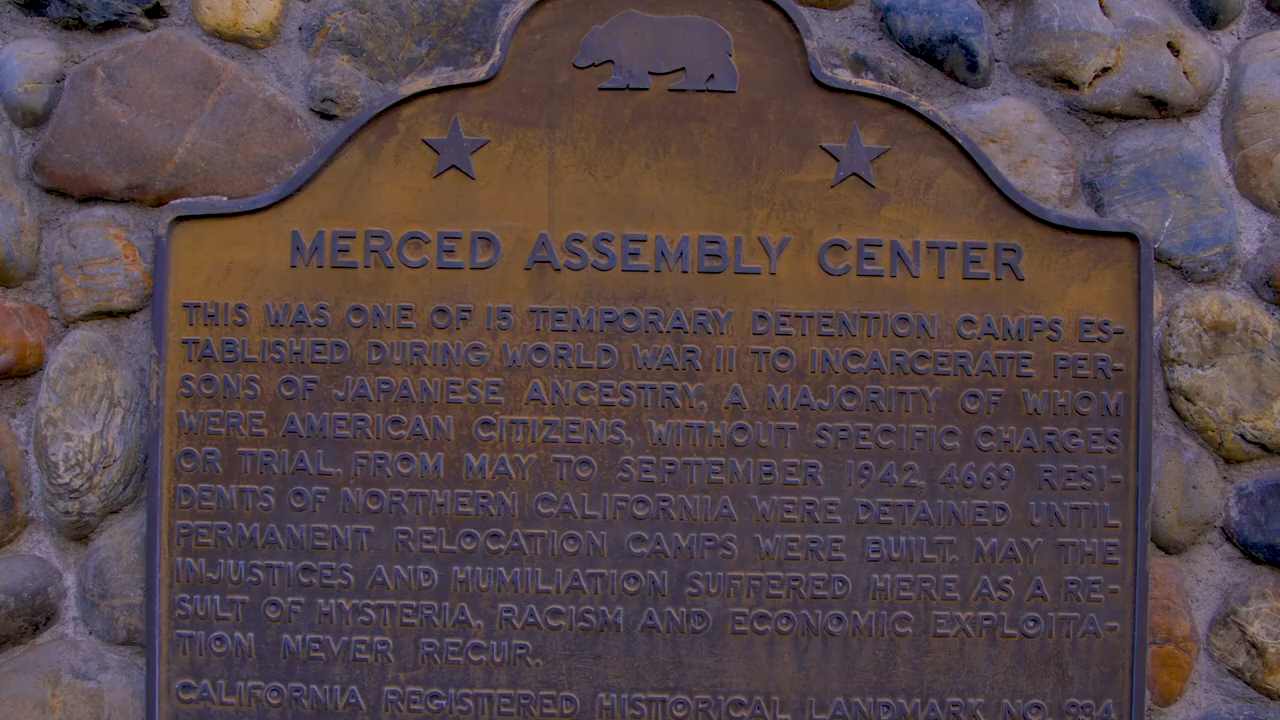 MERCED ASSEMBLY CENTER
THIS WAS ONE OF 15 TEMPORARY DETENTION CAMPS ES-
TABLISHED DURING WORLD WAR II TO INCARCERATE PER-
SONS OF JAPANESE ANCESTRY, A MAJORITY OF WHOM
WERE AMERICAN CITIZENS, WITHOUT SPECIFIC CHARGES
OR TRIAL. FROM MAY TO SEPTEMBER 1942, 4669 RESI-
DENTS OF NORTHERN CALIFORNIA WERE DETAINED UNTIL
PERMANENT RELOCATION CAMPS WERE BUILT. MAY THE
INJUSTICES AND HUMILIATION SUFFERED HERE AS A RE-
SULT OF HYSTERIA, RACISM AND ECONOMIC EXPLOITA-
TION NEVER RECUR.
CALIFORNIA REGISTERED HISTORICAL LANDMARK NO. 934